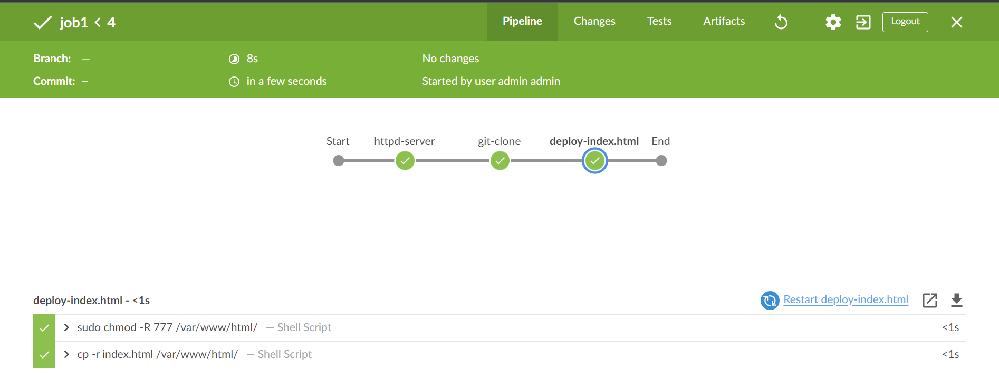 job1 < 4
Pipeline
Changes
Tests
Artifacts
Logout
Branch: —
8s
No changes
Commit: –
in a few seconds
Started by user admin admin
Start
httpd-server
git-clone
deploy-index.html
End
deploy-index.html - <1s
Restart deploy-index.html
sudo chmod -R 777 /var/www/html/ — Shell Script
<1s
cp -r index.html /var/www/html/ — Shell Script
<1s